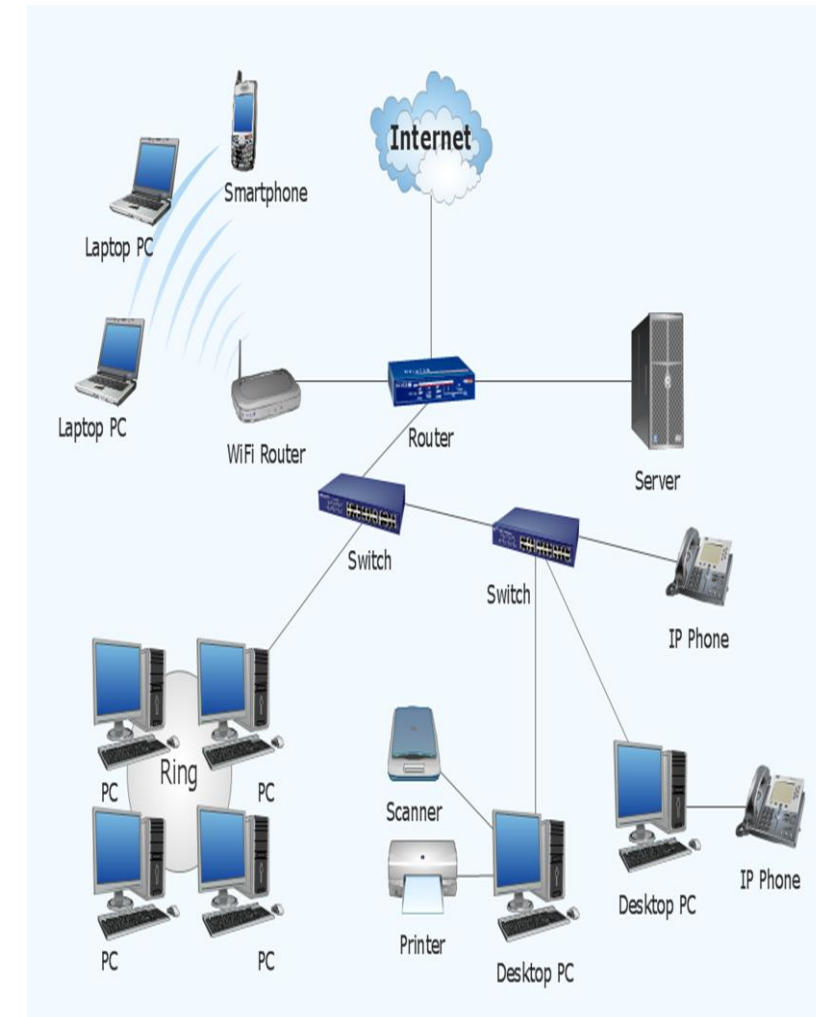 Internet
Smartphone
Laptop PC
Laptop PC
WiFi Router
Router
Server
Switch
Switch
IP Phone
Ring
PC
PC
Scanner
PC
PC
Printer
Desktop PC
Desktop PC
IP Phone